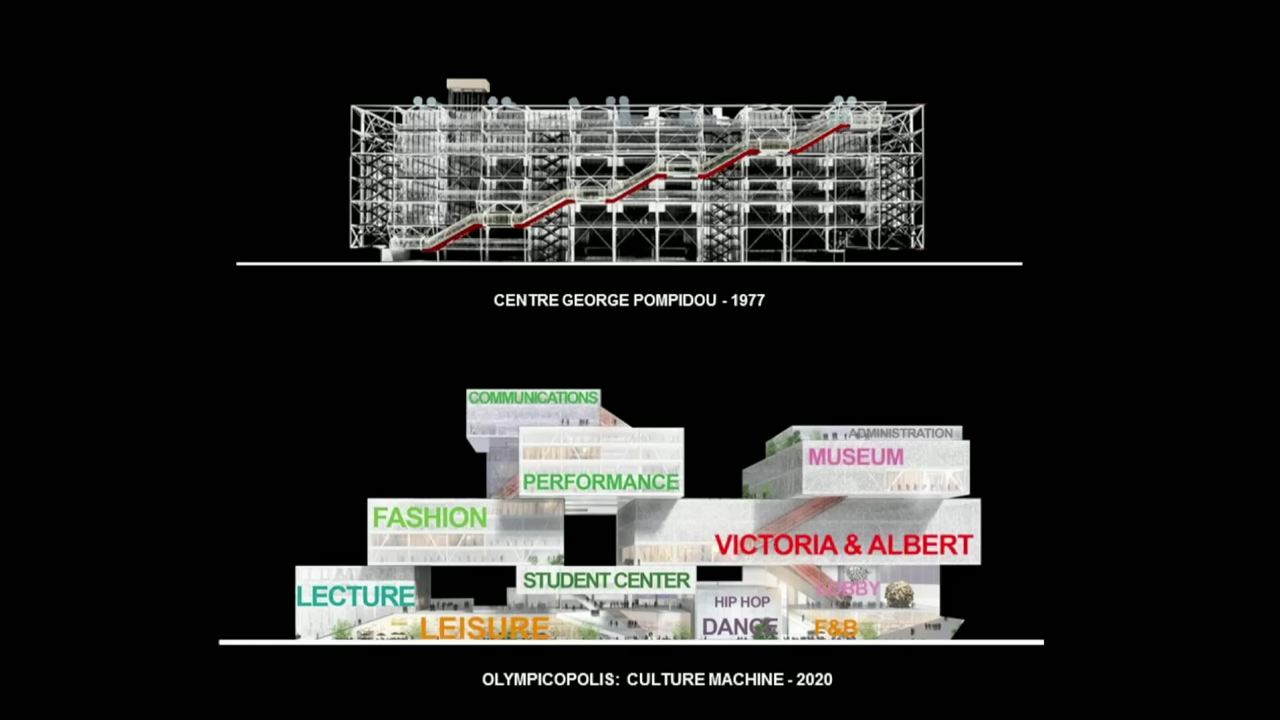 CENTRE GEORGE POMPIDOU - 1977
COMMUNICATIONS
ADMINISTRATION
MUSEUM
PERFORMANCE
FASHION
VICTORIA & ALBERT
STUDENT CENTER
LOBBY
LECTURE
HIP HOP
DANCE
LEISURE
F&B
OLYMPICOPOLIS: CULTURE MACHINE - 2020